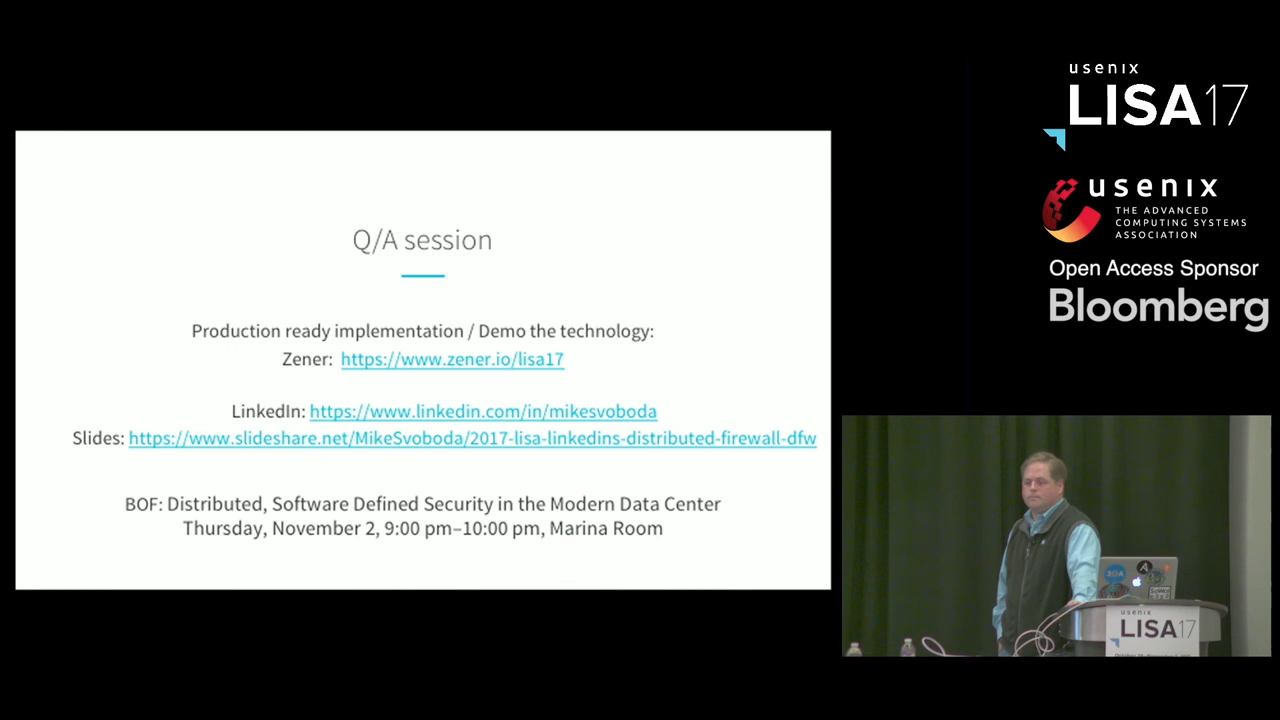 Q/A session
Production ready implementation / Demo the technology:
Zener: https://www.zener.io/lisa17
LinkedIn: https://www.linkedin.com/in/mikesvoboda
Slides: https://www.slideshare.net/MikeSvoboda/2017-lisa-linkedins-distributed-firewall-dfw
BOF: Distributed, Software Defined Security in the Modern Data Center
Thursday, November 2, 9:00 pm–10:00 pm, Marina Room
usenix
LISA17
usenix
THE ADVANCED
COMPUTING SYSTEMS
ASSOCIATION
Open Access Sponsor
Bloomberg
usenix
LISA17